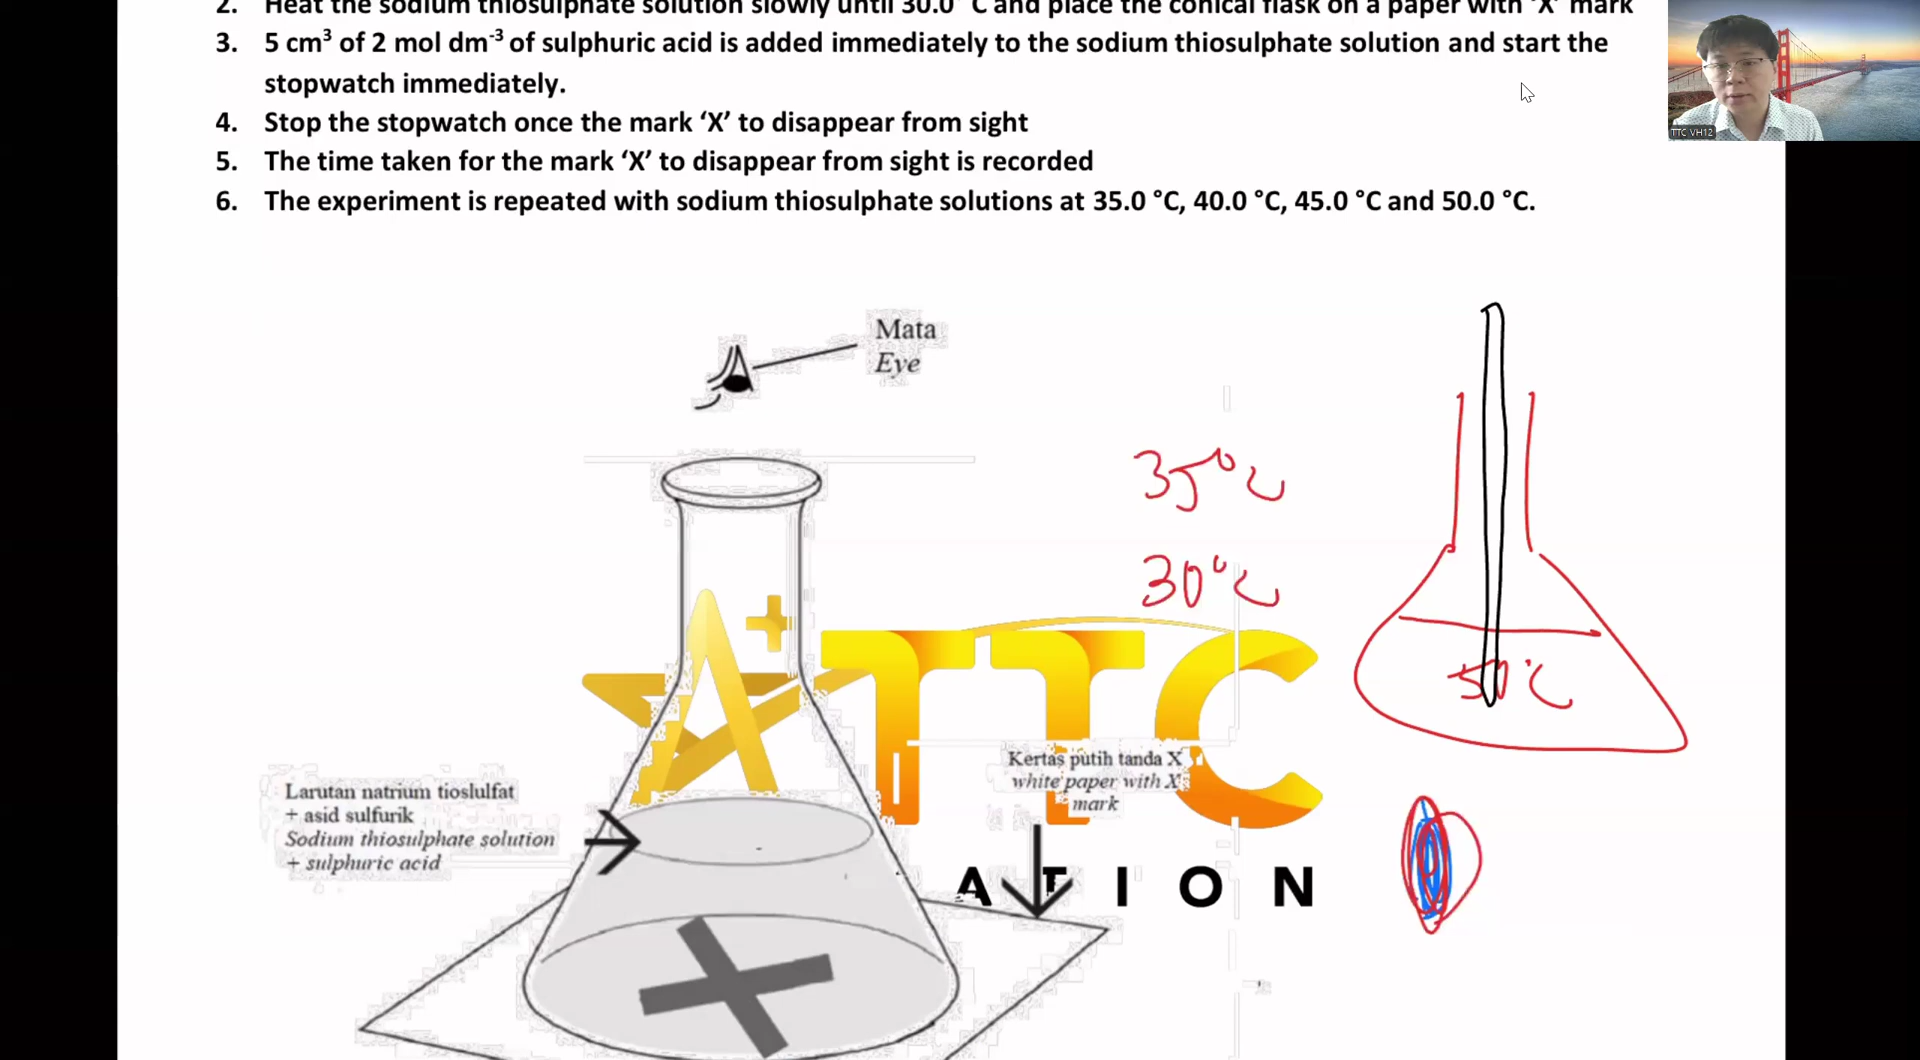 2. Heat the sodium thiosulphate solution slowly until 30.0° C and place the conical flask on a paper with ‘X’ mark
3. 5 cm³ of 2 mol dm⁻³ of sulphuric acid is added immediately to the sodium thiosulphate solution and start the
stopwatch immediately.
4. Stop the stopwatch once the mark ‘X’ to disappear from sight
5. The time taken for the mark ‘X’ to disappear from sight is recorded
6. The experiment is repeated with sodium thiosulphate solutions at 35.0 °C, 40.0 °C, 45.0 °C and 50.0 °C.
TTC VH12
Mata
Eye
35°C
30°C
50°C
A+ TTC
Kertas putih tanda X
white paper with X
mark
Larutan natrium tioslulfat
+ asid sulfurik
Sodium thiosulphate solution
+ sulphuric acid
A T I O N